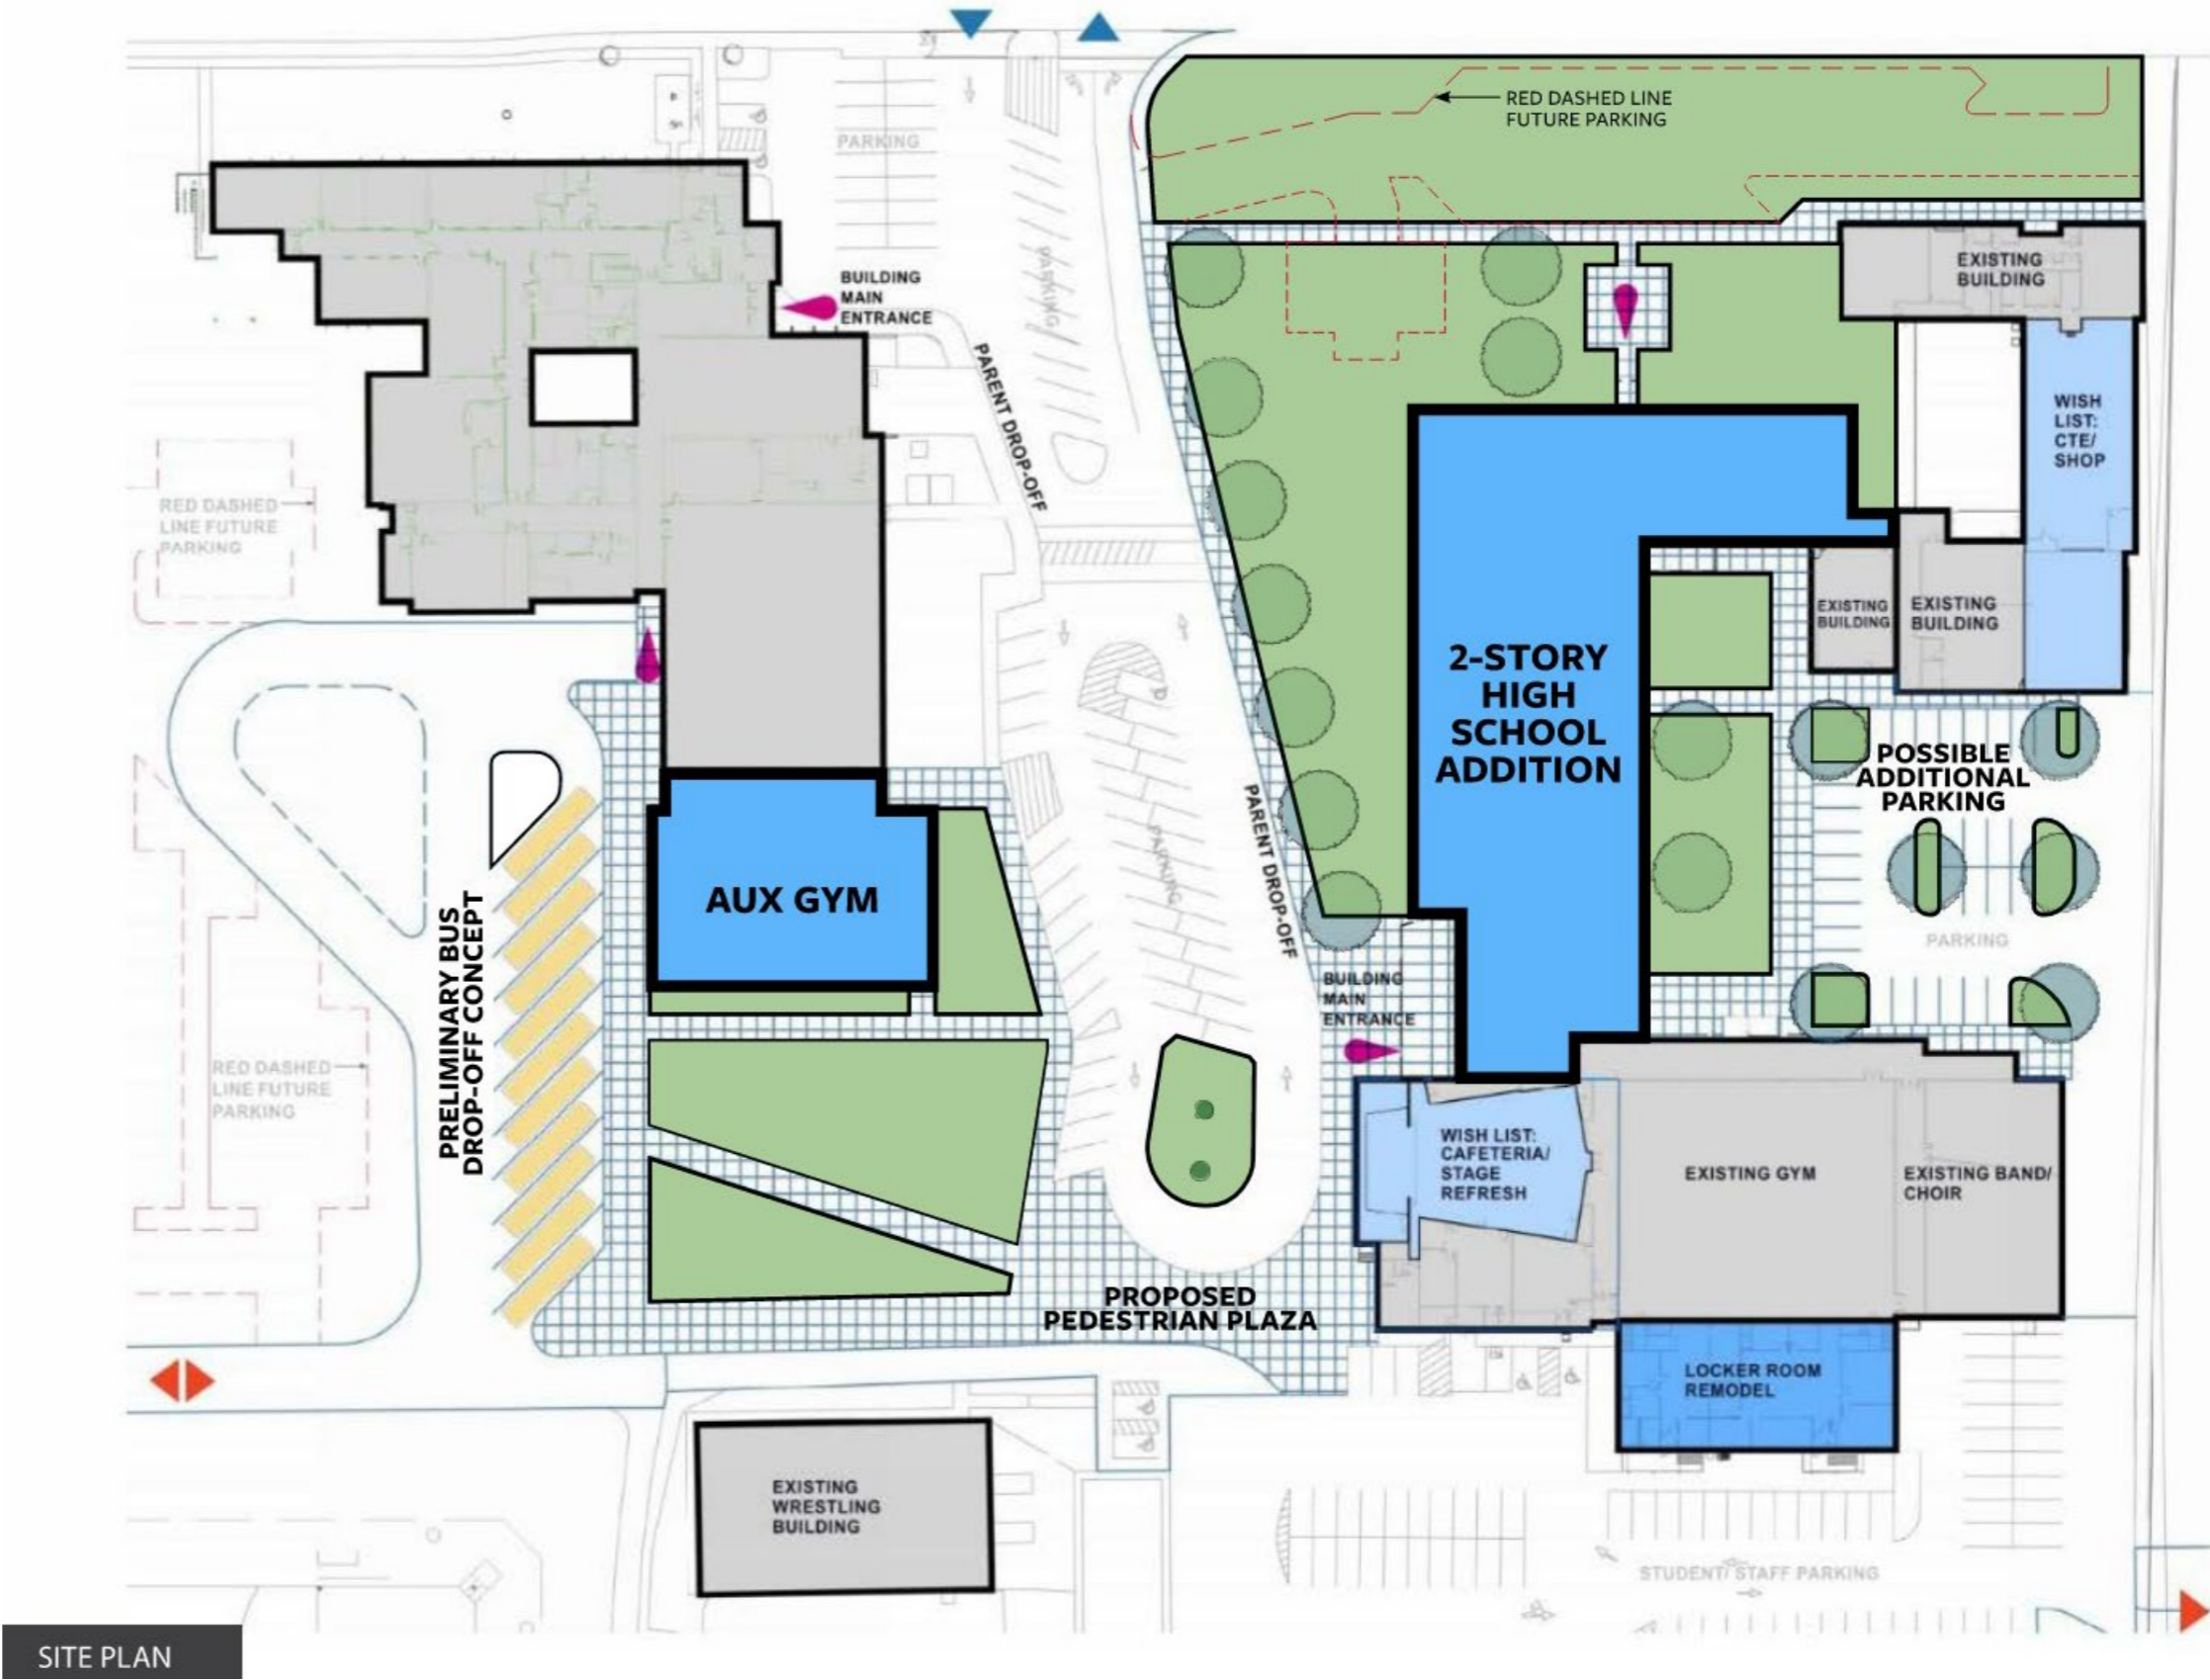 RED DASHED LINE
FUTURE PARKING
PARKING
EXISTING
BUILDING
BUILDING
MAIN
ENTRANCE
PARKING
PARENT DROP-OFF
WISH
LIST:
CTE/
SHOP
RED DASHED
LINE FUTURE
PARKING
2-STORY
HIGH
SCHOOL
ADDITION
EXISTING
BUILDING
EXISTING
BUILDING
POSSIBLE
ADDITIONAL
PARKING
AUX GYM
PARKING
PARENT DROP-OFF
PRELIMINARY BUS
DROP-OFF CONCEPT
PARKING
BUILDING
MAIN
ENTRANCE
RED DASHED
LINE FUTURE
PARKING
WISH LIST:
CAFETERIA/
STAGE
REFRESH
EXISTING GYM
EXISTING BAND/
CHOIR
PROPOSED
PEDESTRIAN PLAZA
LOCKER ROOM
REMODEL
EXISTING
WRESTLING
BUILDING
STUDENT/STAFF PARKING
SITE PLAN